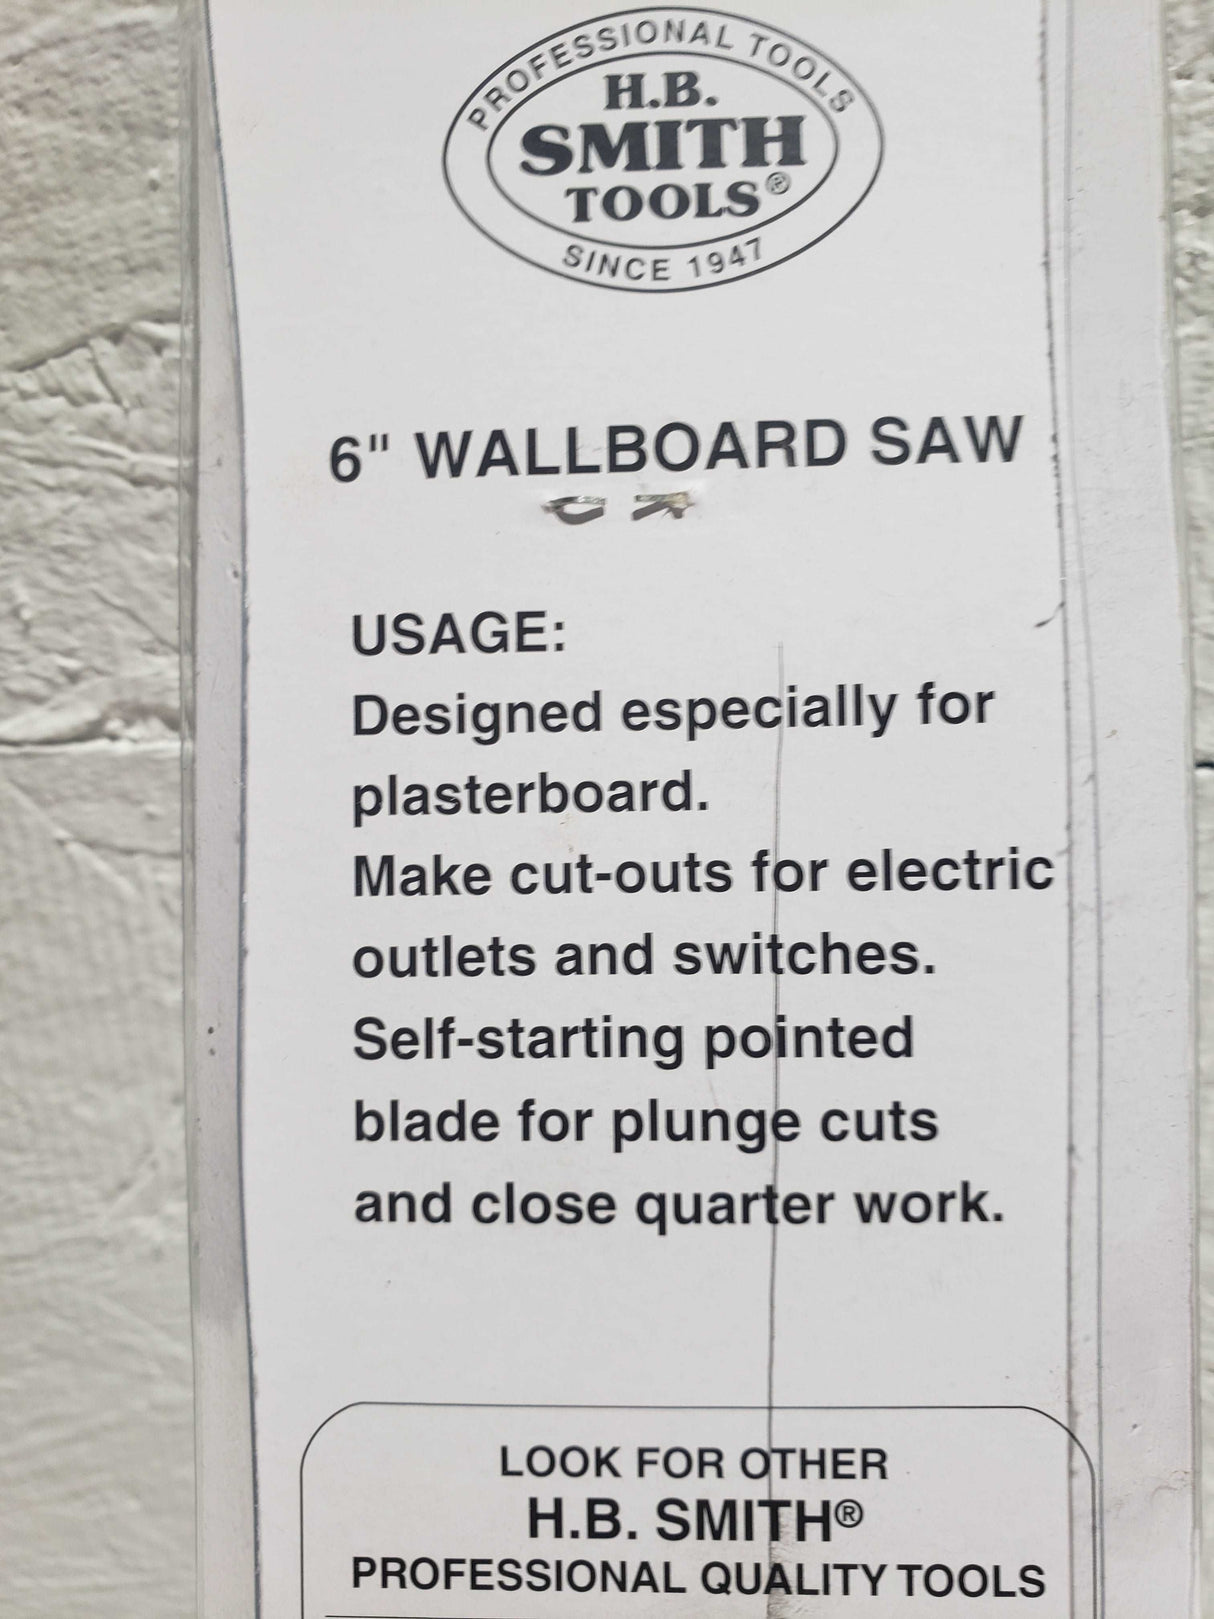 PROFESSIONAL TOOLS
H.B.
SMITH
TOOLS®
SINCE 1947
6" WALLBOARD SAW
USAGE:
Designed especially for
plasterboard.
Make cut-outs for electric
outlets and switches.
Self-starting pointed
blade for plunge cuts
and close quarter work.
LOOK FOR OTHER
H.B. SMITH®
PROFESSIONAL QUALITY TOOLS